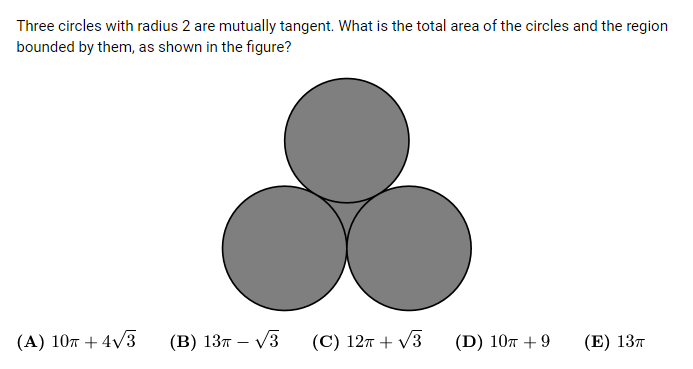 Three circles with radius 2 are mutually tangent. What is the total area of the circles and the region
bounded by them, as shown in the figure?
(A) 10π + 4√3 (B) 13π − √3 (C) 12π + √3 (D) 10π + 9 (E) 13π